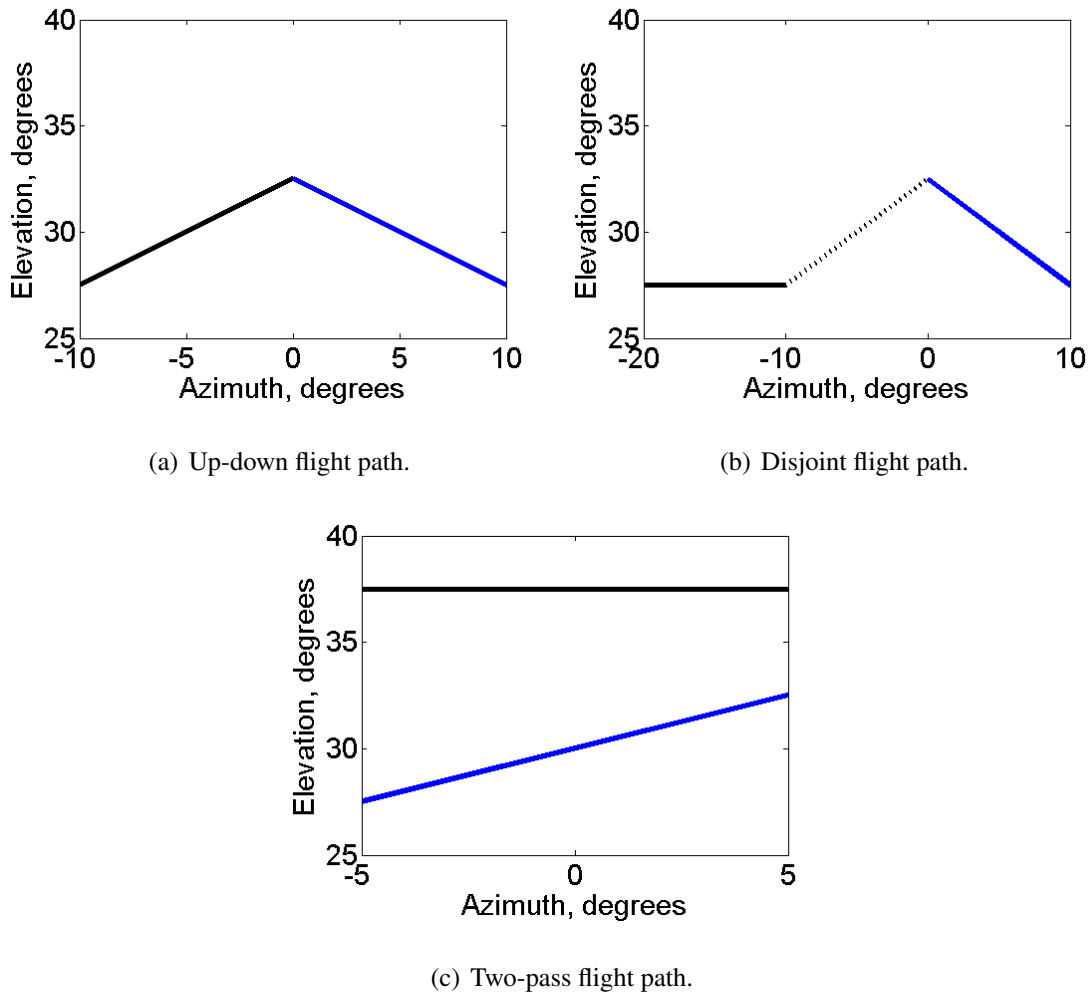 40
35
30
25
Elevation, degrees
-10 -5 0 5 10
Azimuth, degrees
(a) Up-down flight path.
40
35
30
25
Elevation, degrees
-20 -10 0 10
Azimuth, degrees
(b) Disjoint flight path.
40
35
30
25
Elevation, degrees
-5 0 5
Azimuth, degrees
(c) Two-pass flight path.